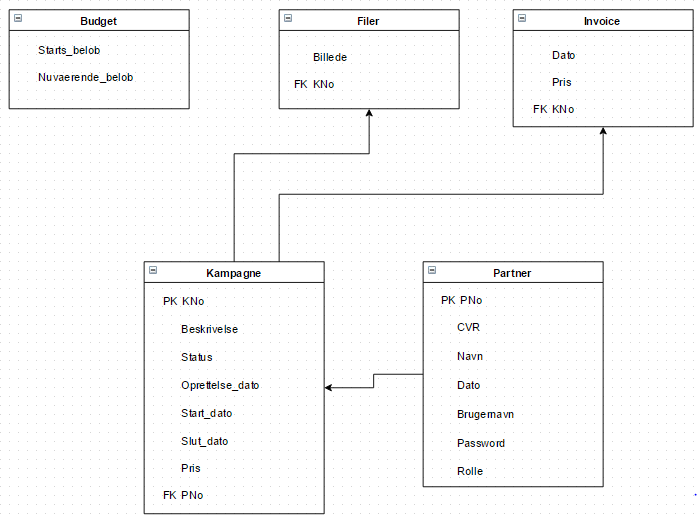 Budget
Starts_belob
Nuvaerende_belob
Filer
Billede
FK KNo
Invoice
Dato
Pris
FK KNo
Kampagne
PK KNo
Beskrivelse
Status
Oprettelse_dato
Start_dato
Slut_dato
Pris
FK PNo
Partner
PK PNo
CVR
Navn
Dato
Brugernavn
Password
Rolle